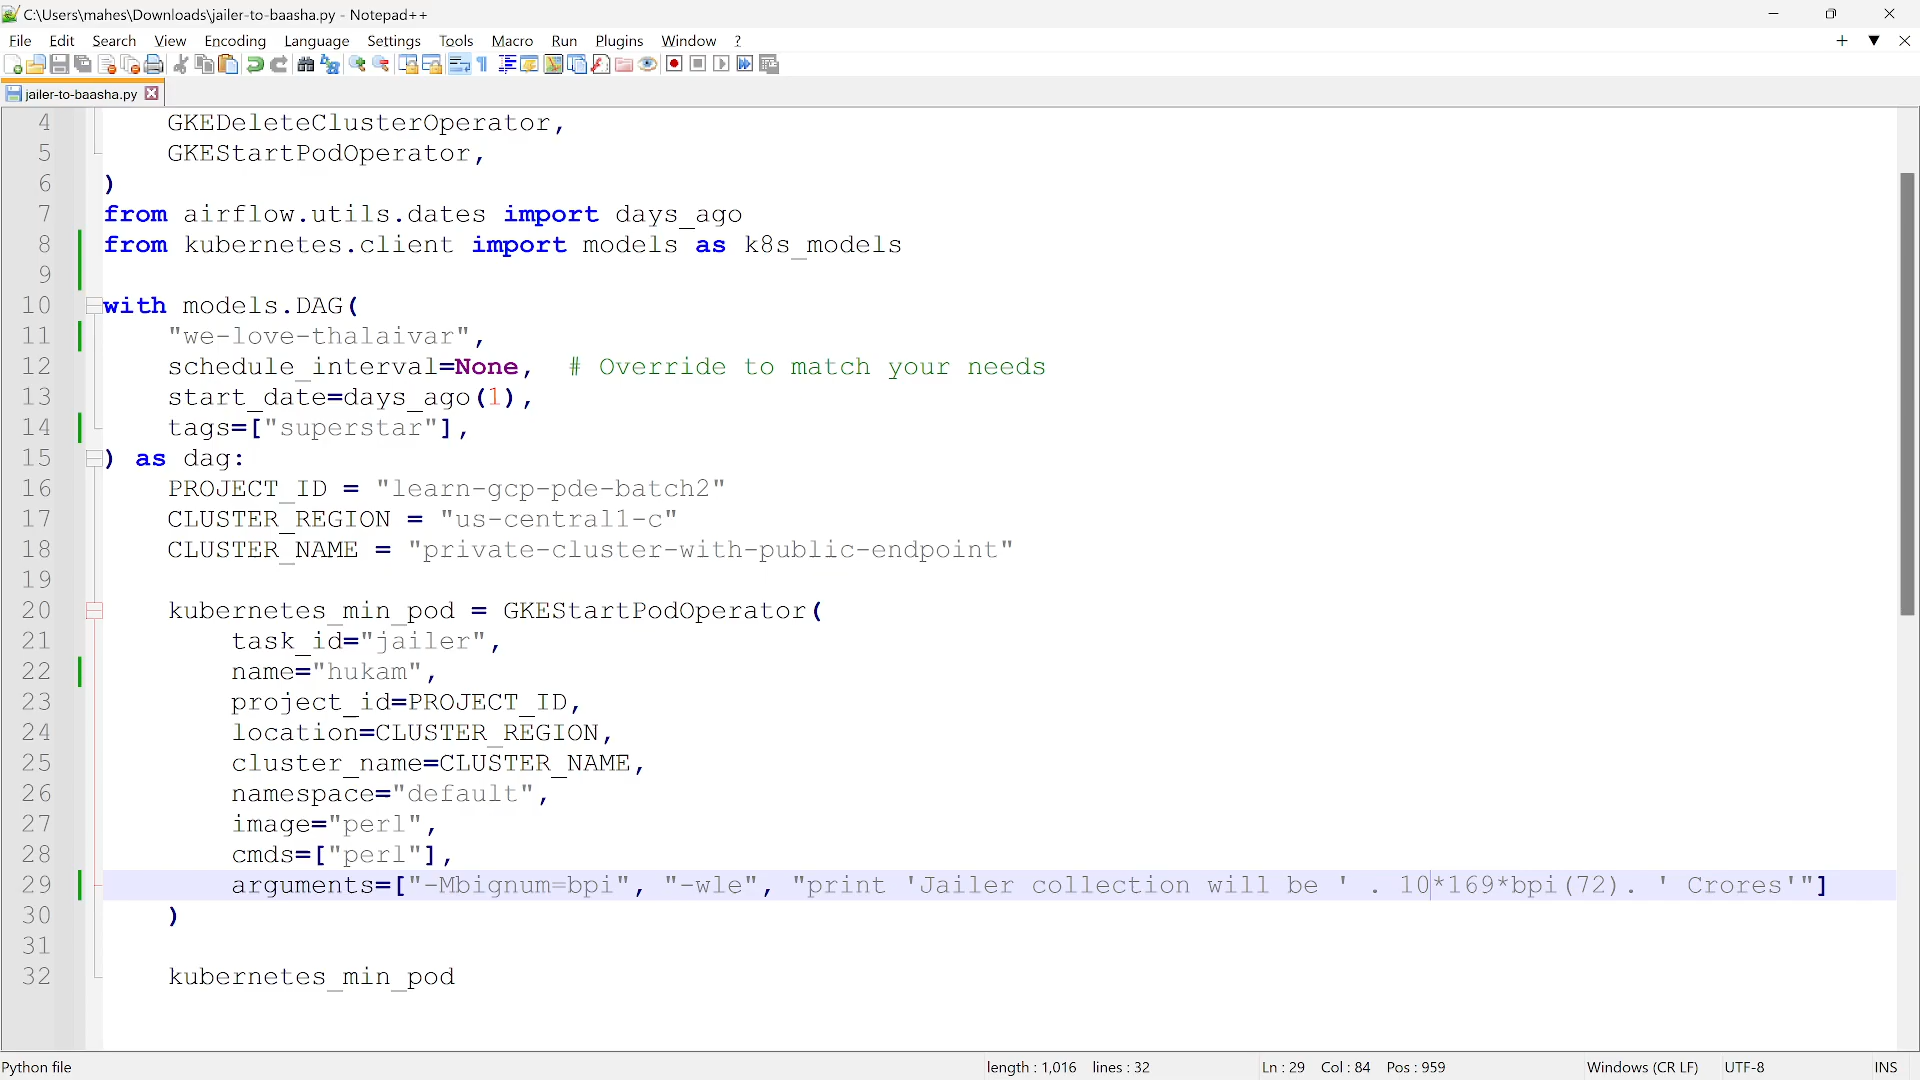 C:\Users\mahes\Downloads\jailer-to-baasha.py - Notepad++
File Edit Search View Encoding Language Settings Tools Macro Run Plugins Window ?
jailer-to-baasha.py
4 GKEDeleteClusterOperator,
5 GKEStartPodOperator,
6 )
7 from airflow.utils.dates import days_ago
8 from kubernetes.client import models as k8s_models
9
10 with models.DAG(
11 "we-love-thalaivar",
12 schedule_interval=None, # Override to match your needs
13 start_date=days_ago(1),
14 tags=["superstar"],
15 ) as dag:
16 PROJECT_ID = "learn-gcp-pde-batch2"
17 CLUSTER_REGION = "us-central1-c"
18 CLUSTER_NAME = "private-cluster-with-public-endpoint"
19
20 kubernetes_min_pod = GKEStartPodOperator(
21 task_id="jailer",
22 name="hukam",
23 project_id=PROJECT_ID,
24 location=CLUSTER_REGION,
25 cluster_name=CLUSTER_NAME,
26 namespace="default",
27 image="perl",
28 cmds=["perl"],
29 arguments=["-Mbignum=bpi", "-wle", "print 'Jailer collection will be ' . 10*169*bpi(72). ' Crores'"]
30 )
31
32 kubernetes_min_pod
Python file length : 1,016 lines : 32 Ln : 29 Col : 84 Pos : 959 Windows (CR LF) UTF-8 INS